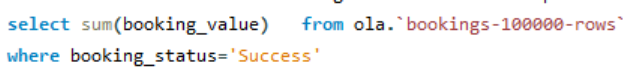 select sum(booking_value)   from ola.`bookings-100000-rows`
where booking_status='Success'